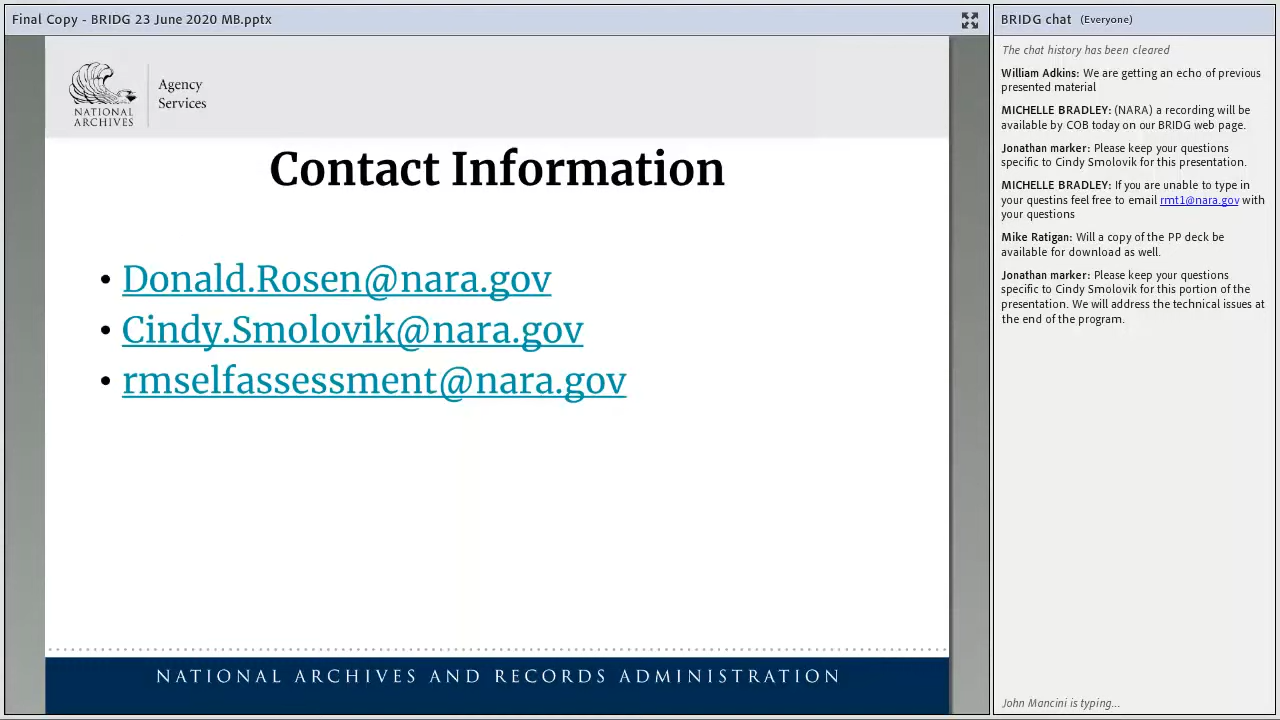 Final Copy - BRIDG 23 June 2020 MB.pptx
NATIONAL
ARCHIVES
Agency
Services
Contact Information
• Donald.Rosen@nara.gov
• Cindy.Smolovik@nara.gov
• rmselfassessment@nara.gov
NATIONAL ARCHIVES AND RECORDS ADMINISTRATION
BRIDG chat (Everyone)
The chat history has been cleared
William Adkins: We are getting an echo of previous
presented material
MICHELLE BRADLEY: (NARA) a recording will be
available by COB today on our BRIDG web page.
Jonathan marker: Please keep your questions
specific to Cindy Smolovik for this presentation.
MICHELLE BRADLEY: If you are unable to type in
your questins feel free to email rmt1@nara.gov with
your questions
Mike Ratigan: Will a copy of the PP deck be
available for download as well.
Jonathan marker: Please keep your questions
specific to Cindy Smolovik for this portion of the
presentation. We will address the technical issues at
the end of the program.
John Mancini is typing...